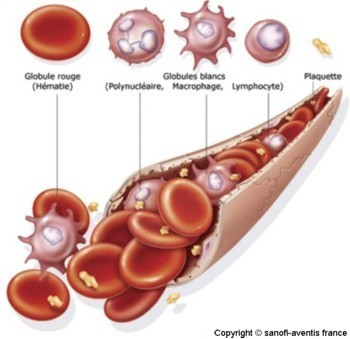 Globule rouge
(Hématie)
Globules blancs
(Polynucléaire, Macrophage, Lymphocyte)
Plaquette
Copyright © sanofi-aventis france